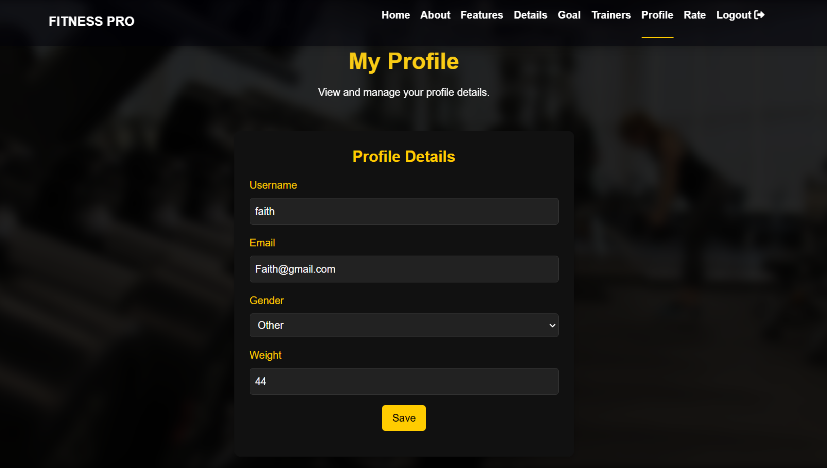 FITNESS PRO
Home About Features Details Goal Trainers Profile Rate Logout
My Profile
View and manage your profile details.
Profile Details
Username
faith
Email
Faith@gmail.com
Gender
Other
Weight
44
Save